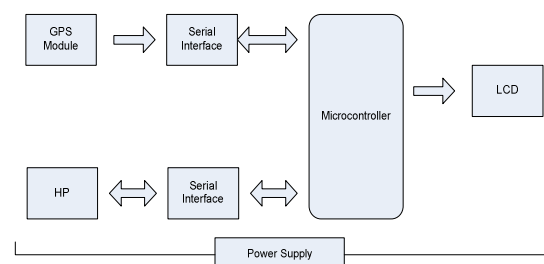 GPS
Module
Serial
Interface
Microcontroller
LCD
HP
Serial
Interface
Power Supply